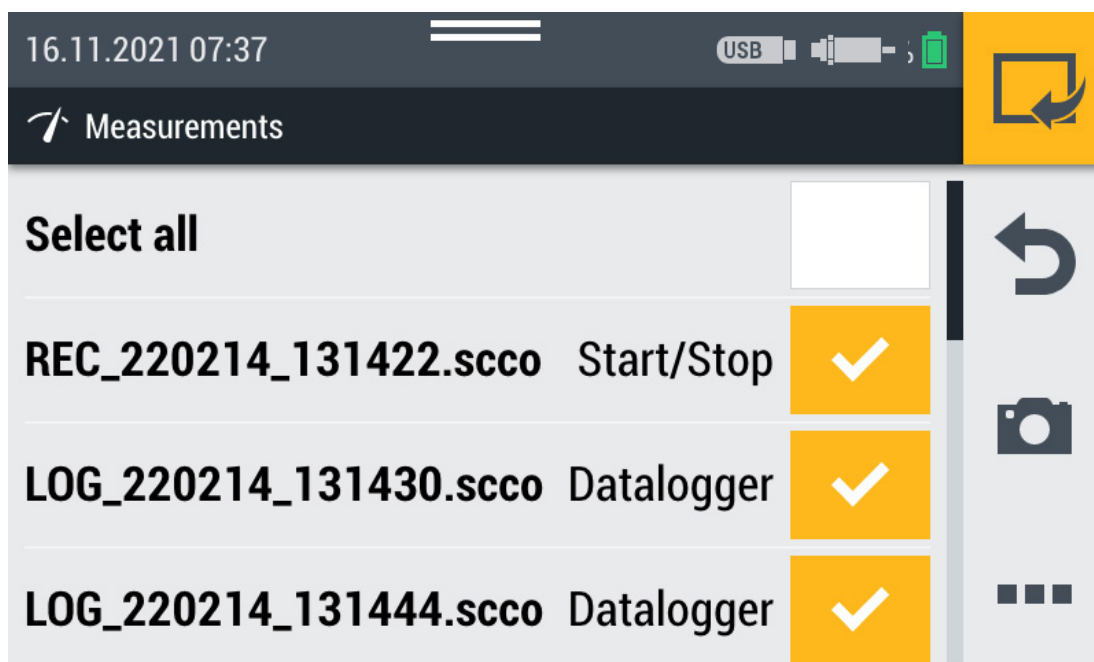 16.11.2021 07:37 USB
Measurements
Select all
REC_220214_131422.scco Start/Stop
LOG_220214_131430.scco Datalogger
LOG_220214_131444.scco Datalogger